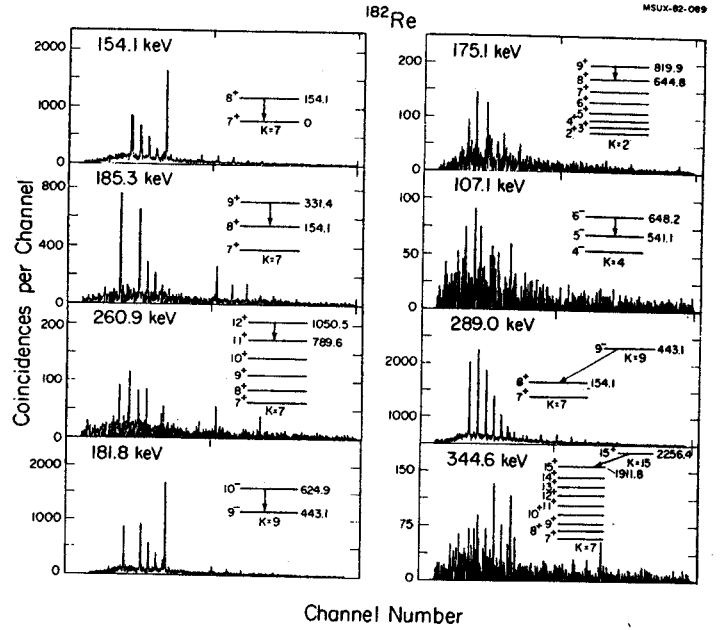 MSUX-82-089
¹⁸²Re
Coincidences per Channel
154.1 keV
2000
1000
0
8⁺ 154.1
7⁺ 0
K=7
185.3 keV
800
400
0
9⁺ 331.4
8⁺ 154.1
7⁺
K=7
260.9 keV
200
100
0
12⁺ 1050.5
11⁺ 789.6
10⁺
9⁺
8⁺
7⁺
K=7
181.8 keV
2000
1000
0
10⁻ 624.9
9⁻ 443.1
K=9
175.1 keV
200
100
0
9⁺ 819.9
8⁺ 644.8
7⁺
6⁺
5⁺
4⁺
3⁺
2⁺
K=2
107.1 keV
100
50
0
6⁻ 648.2
5⁻ 541.1
4⁻
K=4
289.0 keV
2000
1000
9⁻ 443.1
K=9
8⁺ 154.1
7⁺
K=7
344.6 keV
150
75
0
15⁺ 2256.4
K=15
15⁺ 1911.8
14⁺
13⁺
12⁺
11⁺
10⁺
9⁺
8⁺
7⁺
K=7
Channel Number